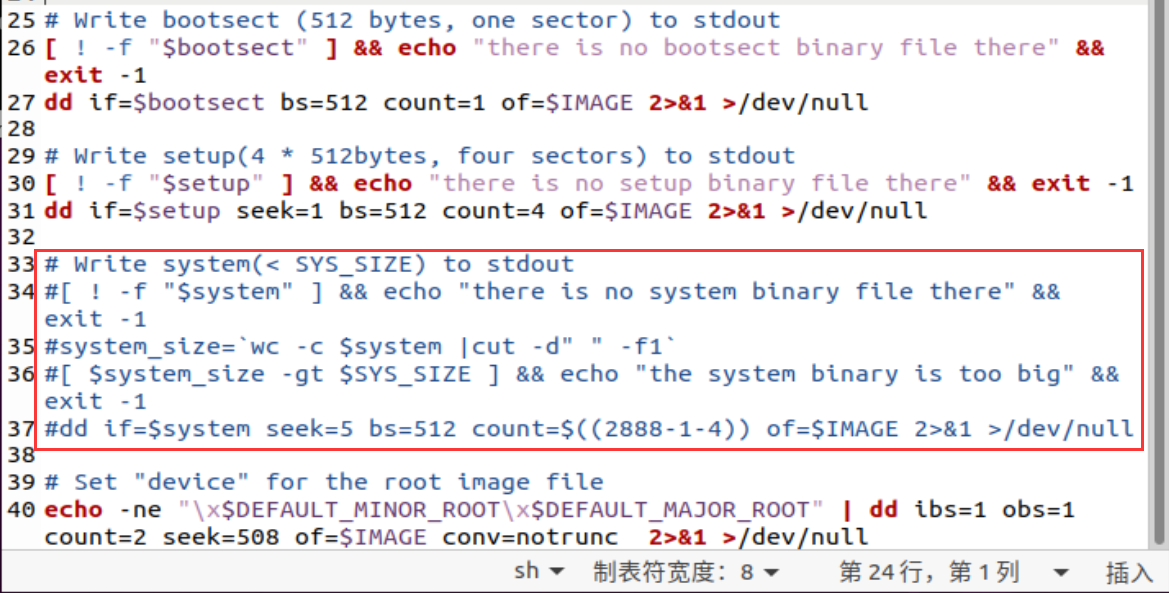 25 # Write bootsect (512 bytes, one sector) to stdout
26 [ ! -f "$bootsect" ] && echo "there is no bootsect binary file there" &&
exit -1
27 dd if=$bootsect bs=512 count=1 of=$IMAGE 2>&1 >/dev/null
28
29 # Write setup(4 * 512bytes, four sectors) to stdout
30 [ ! -f "$setup" ] && echo "there is no setup binary file there" && exit -1
31 dd if=$setup seek=1 bs=512 count=4 of=$IMAGE 2>&1 >/dev/null
32
33 # Write system(< SYS_SIZE) to stdout
34 #[ ! -f "$system" ] && echo "there is no system binary file there" &&
exit -1
35 #system_size=`wc -c $system |cut -d" " -f1`
36 #[ $system_size -gt $SYS_SIZE ] && echo "the system binary is too big" &&
exit -1
37 #dd if=$system seek=5 bs=512 count=$((2888-1-4)) of=$IMAGE 2>&1 >/dev/null
38
39 # Set "device" for the root image file
40 echo -ne "\x$DEFAULT_MINOR_ROOT\x$DEFAULT_MAJOR_ROOT" | dd ibs=1 obs=1
count=2 seek=508 of=$IMAGE conv=notrunc  2>&1 >/dev/null
sh 制表符宽度：8 第 24 行，第 1 列 插入